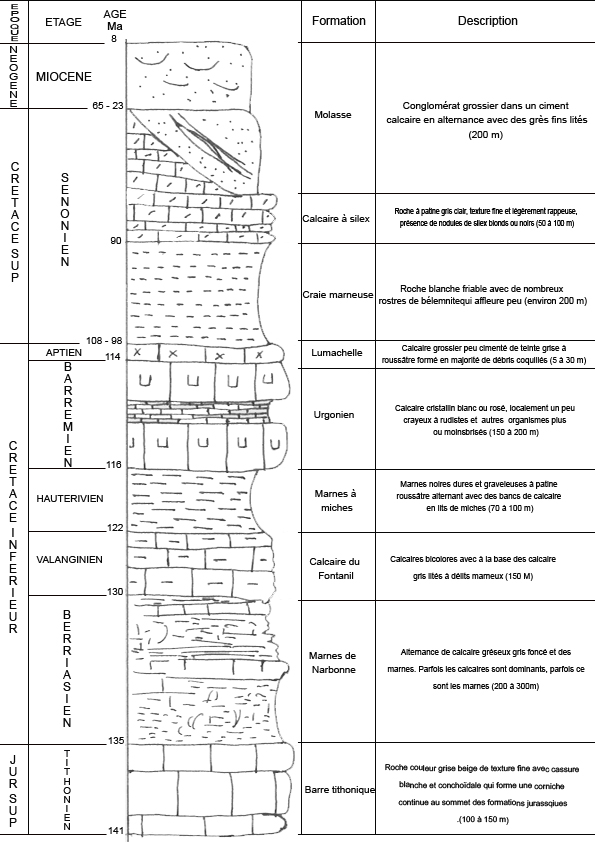 EPOQUE
ETAGE
AGE
Ma
Formation
Description
8
NEOGENE
MIOCENE
65 - 23
Molasse
Conglomérat grossier dans un ciment
calcaire en alternance avec des grès fins lités
(200 m)
CRETACE SUP
SENONIEN
Calcaire à silex
Roche à patine gris clair, texture fine et légèrement rappeuse,
présence de nodules de silex blonds ou noirs (50 à 100 m)
90
Craie marneuse
Roche blanche friable avec de nombreux
rostres de bélemnitequi affleure peu (environ 200 m)
108 - 98
CRETACE INFERIEUR
APTIEN
114
Lumachelle
Calcaire grossier peu cimenté de teinte grise à
roussâtre formé en majorité de débris coquillés (5 à 30 m)
BARREMIEN
Urgonien
Calcaire cristallin blanc ou rosé, localement un peu
crayeux à rudistes et autres organismes plus
ou moinsbrisés (150 à 200 m)
116
HAUTERIVIEN
Marnes à
miches
Marnes noires dures et graveleuses à patine
roussâtre alternant avec des bancs de calcaire
en lits de miches (70 à 100 m)
122
VALANGINIEN
Calcaire du
Fontanil
Calcaires bicolores avec à la base des calcaire
gris lités à délits marneux (150 M)
130
BERRIASIEN
Marnes de
Narbonne
Alternance de calcaire gréseux gris foncé et des
marnes. Parfois les calcaires sont dominants, parfois ce
sont les marnes (200 à 300m)
135
JUR SUP
TITHONIEN
Barre tithonique
Roche couleur grise beige de texture fine avec cassure
blanche et conchoïdale qui forme une corniche
continue au sommet des formations jurassqiues
.(100 à 150 m)
141